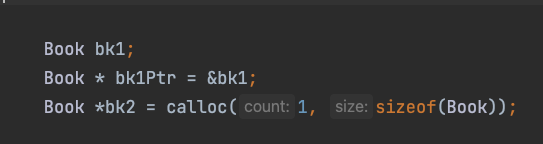 Book bk1;
Book * bk1Ptr = &bk1;
Book *bk2 = calloc( count: 1, size: sizeof(Book));